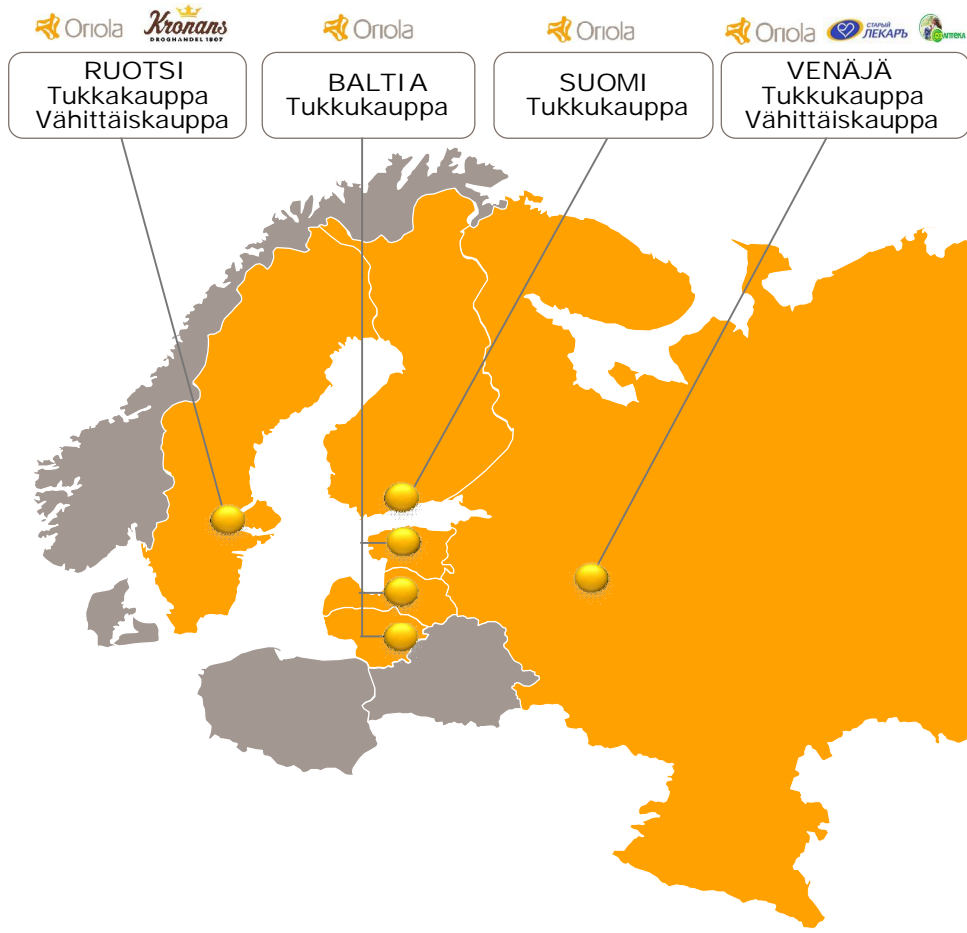 Oriola Kronans
DROGHANDEL 1907
Oriola
Oriola
Oriola СТАРЫЙ
ЛЕКАРЬ
АПТЕКА
RUOTSI
Tukkakauppa
Vähittäiskauppa
BALTIA
Tukkukauppa
SUOMI
Tukkukauppa
VENÄJÄ
Tukkukauppa
Vähittäiskauppa